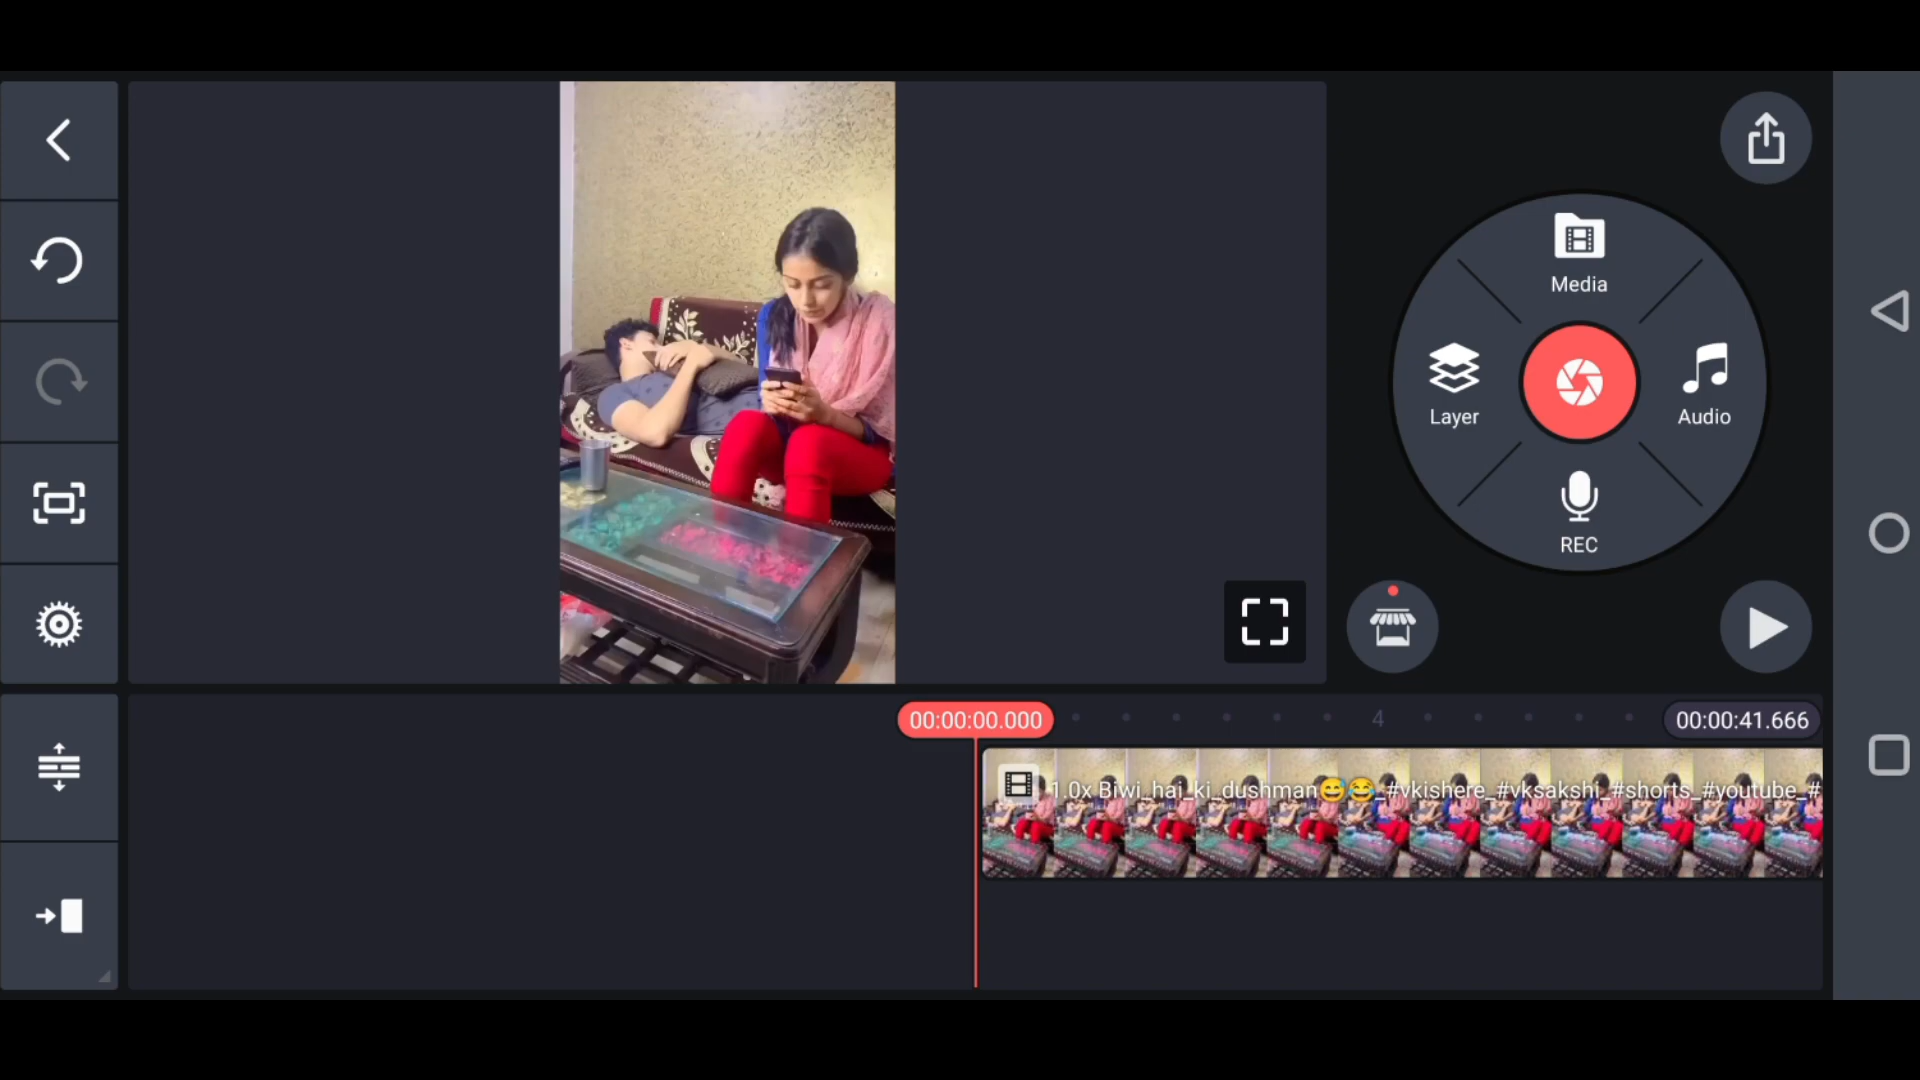 Media
Layer
Audio
REC
00:00:00.000
4
00:00:41.666
1.0x Biwi_hai_ki_dushman😅😂_#vkishere_#vksakshi_#shorts_#youtube_#